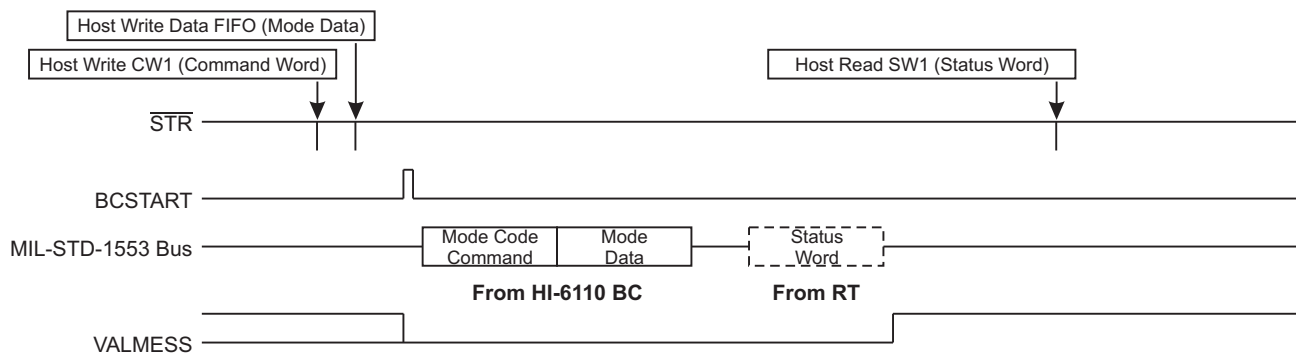 Host Write Data FIFO (Mode Data)
Host Write CW1 (Command Word)
Host Read SW1 (Status Word)
STR
BCSTART
MIL-STD-1553 Bus
Mode Code
Command
Mode
Data
Status
Word
From HI-6110 BC
From RT
VALMESS